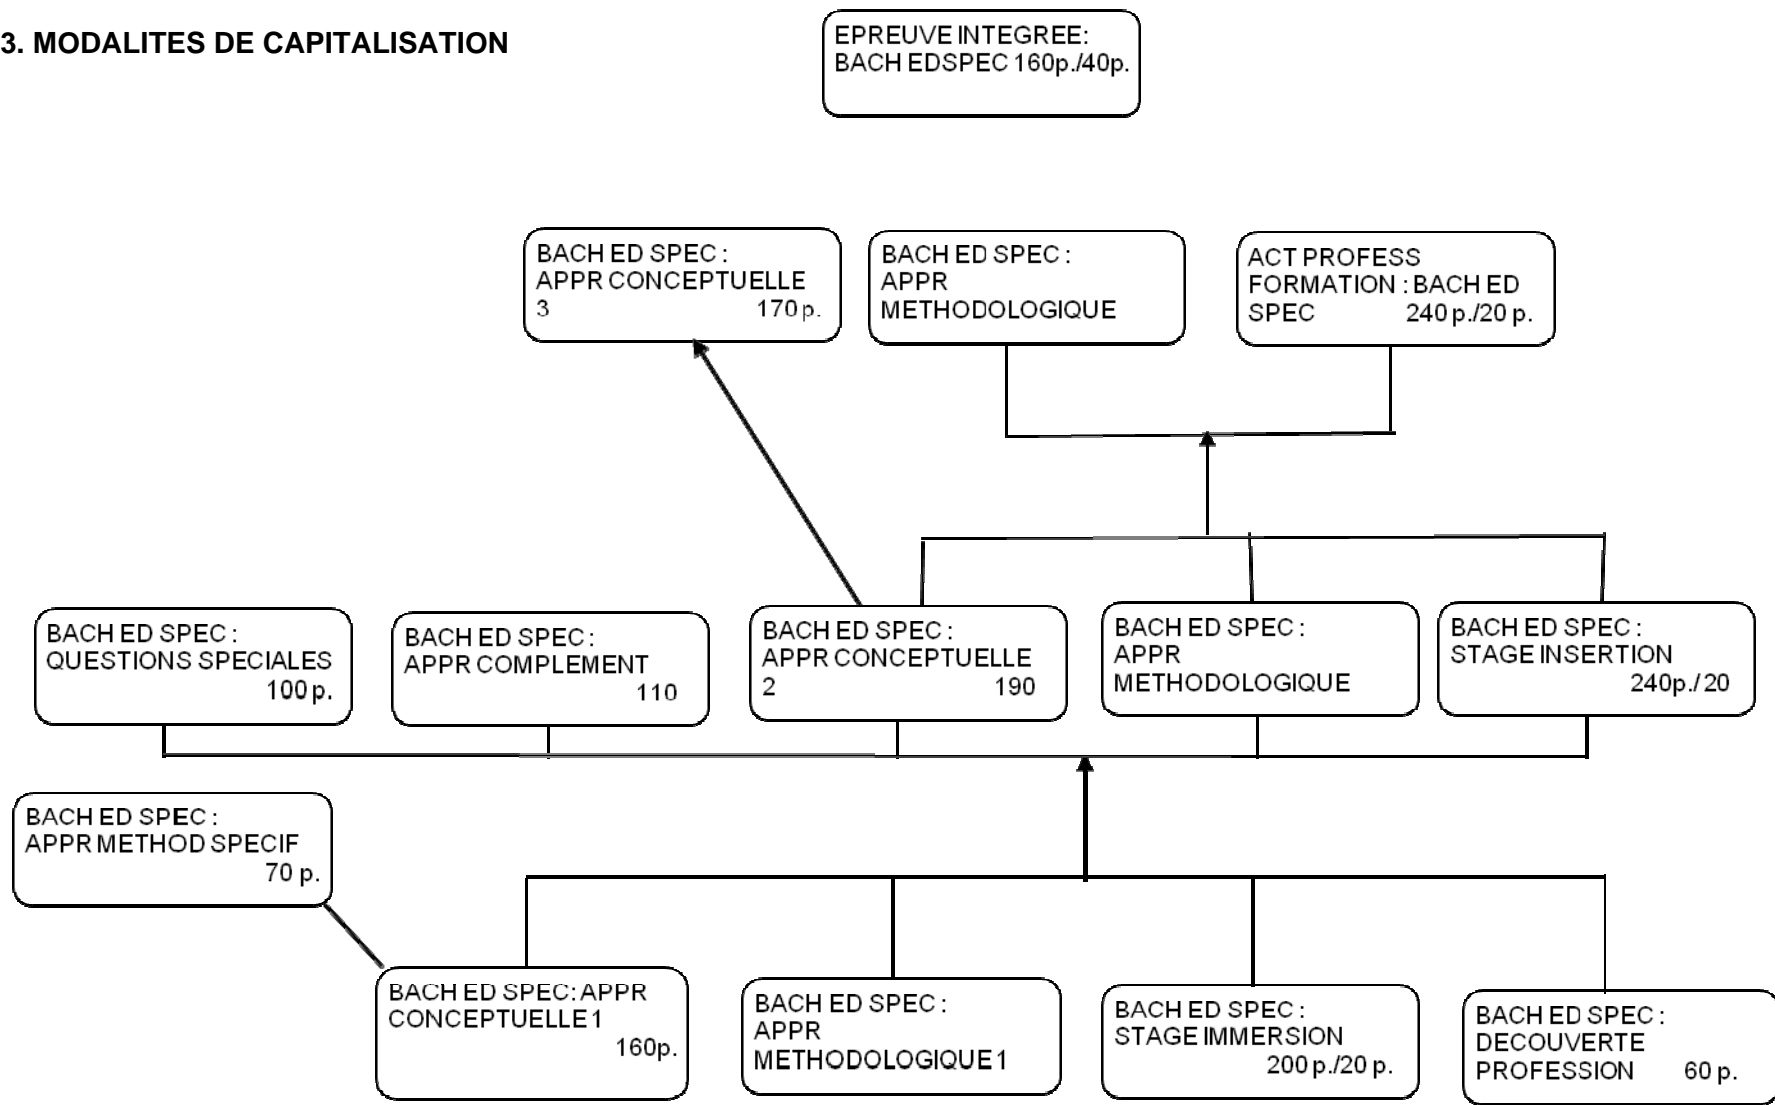 3. MODALITES DE CAPITALISATION
EPREUVE INTEGREE:
BACH EDSPEC 160p./40p.
BACH ED SPEC :
APPR CONCEPTUELLE
3 170 p.
BACH ED SPEC :
APPR
METHODOLOGIQUE
ACT PROFESS
FORMATION : BACH ED
SPEC 240 p./20 p.
BACH ED SPEC :
QUESTIONS SPECIALES
100 p.
BACH ED SPEC :
APPR COMPLEMENT
110
BACH ED SPEC :
APPR CONCEPTUELLE
2 190
BACH ED SPEC :
APPR
METHODOLOGIQUE
BACH ED SPEC :
STAGE INSERTION
240p./ 20
BACH ED SPEC :
APPR METHOD SPECIF
70 p.
BACH ED SPEC: APPR
CONCEPTUELLE 1
160p.
BACH ED SPEC :
APPR
METHODOLOGIQUE 1
BACH ED SPEC :
STAGE IMMERSION
200 p./20 p.
BACH ED SPEC :
DECOUVERTE
PROFESSION 60 p.